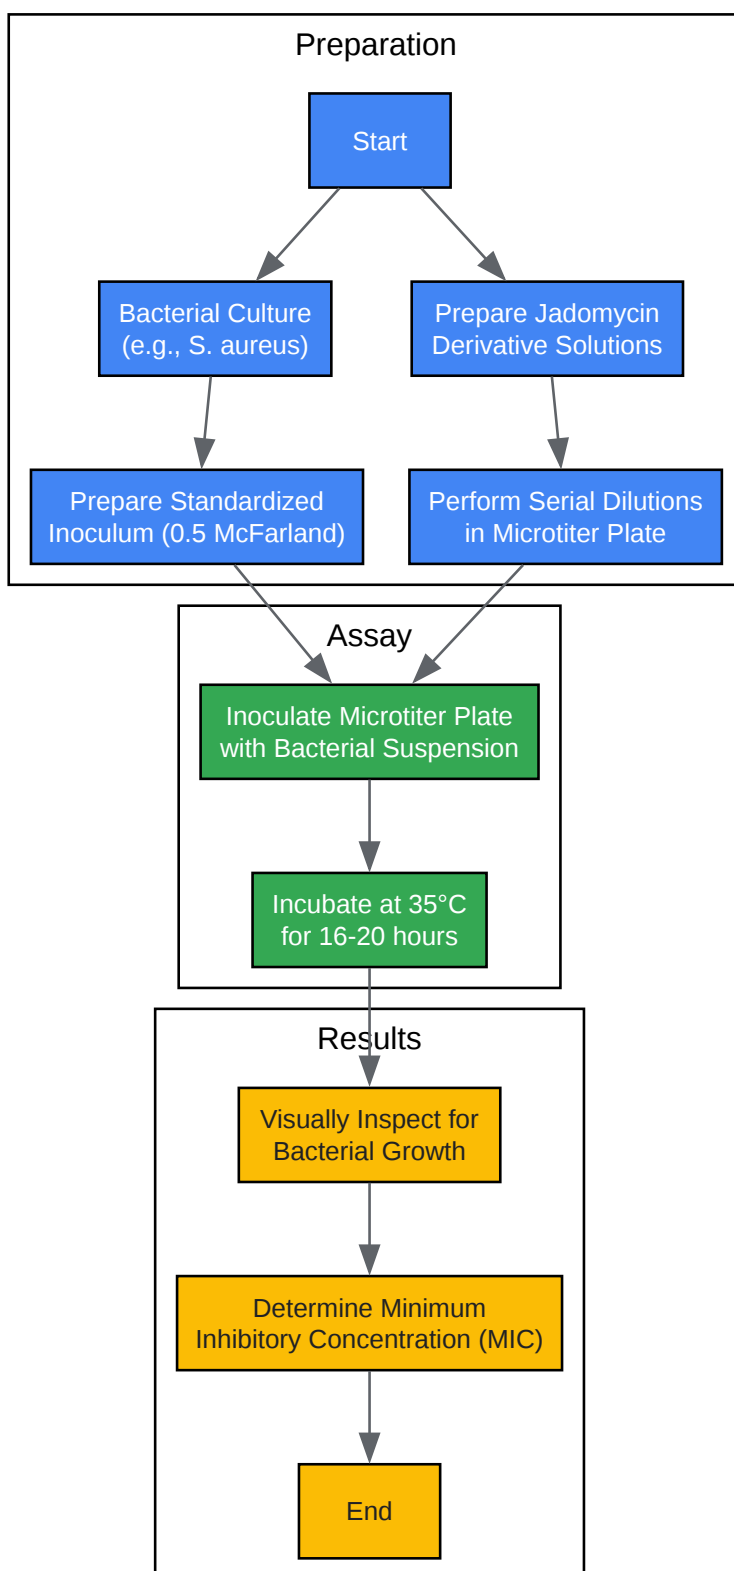 Preparation
Start
Bacterial Culture
(e.g., S. aureus)
Prepare Jadomycin
Derivative Solutions
Prepare Standardized
Inoculum (0.5 McFarland)
Perform Serial Dilutions
in Microtiter Plate
Assay
Inoculate Microtiter Plate
with Bacterial Suspension
Incubate at 35°C
for 16-20 hours
Results
Visually Inspect for
Bacterial Growth
Determine Minimum
Inhibitory Concentration (MIC)
End